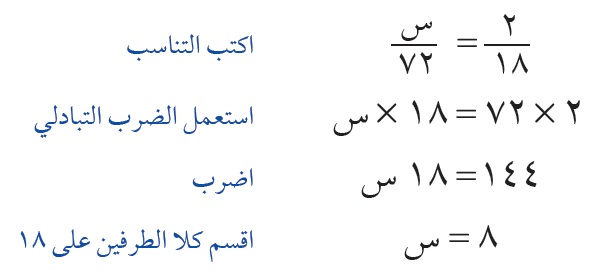 ٢/١٨ = س/٧٢ اكتب التناسب
٢ × ٧٢ = ١٨ × س استعمل الضرب التبادلي
١٤٤ = ١٨ س اضرب
٨ = س اقسم كلا الطرفين على ١٨